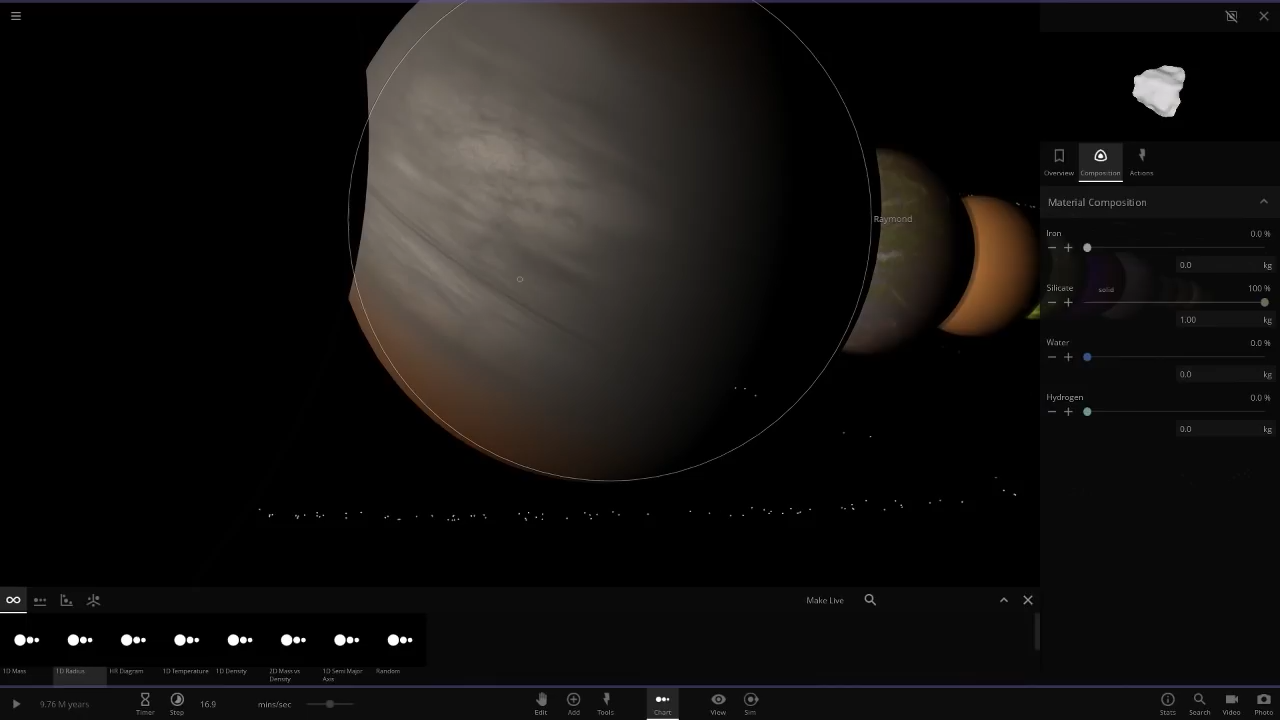 Overview
Composition
Actions
Material Composition
Iron
0.0 %
0.0 kg
Silicate
100 %
1.00 kg
Water
0.0 %
0.0 kg
Hydrogen
0.0 %
0.0 kg
Raymond
solid
Make Live
1D Mass
1D Radius
HR Diagram
1D Temperature
1D Density
2D Mass vs
Density
1D Semi Major
Axis
Random
9.76 M years
Timer
Step
16.9 mins/sec
Edit
Add
Tools
Chart
View
Sim
Stats
Search
Video
Photo